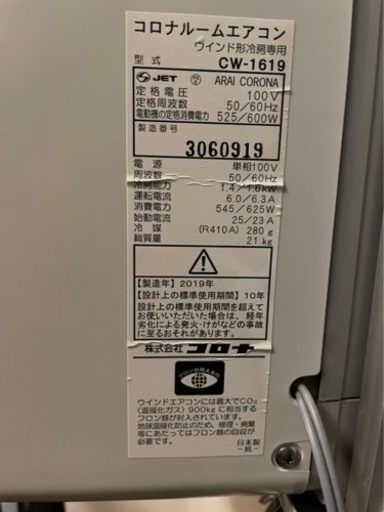 コロナルームエアコン
ウインド形冷房専用
型式 CW-1619
JET ARAI CORONA
定格電圧 100V
定格周波数 50/60Hz
電動機の定格消費電力 525/600W
製造番号
3060919
電源 単相100V
周波数 50/60Hz
冷房能力 1.4/1.6kW
運転電流 6.0/6.3A
消費電力 545/625W
始動電流 25/23A
冷媒 (R410A) 280g
総質量 21kg
【製造年】2019年
【設計上の標準使用期間】10年
設計上の標準使用期間を超えて
お使いいただいた場合は、経年
劣化による発火・けがなどの事故
に至るおそれがあります。
株式会社コロナ
フロンの見える化
ウインドエアコンには最大でCO₂
(温暖化ガス) 900kgに相当する
フロン類が封入されています。
地球温暖化防止のため、修理・廃棄
等にあたってはフロン類の回収が
必要です。
日本製
-紙-